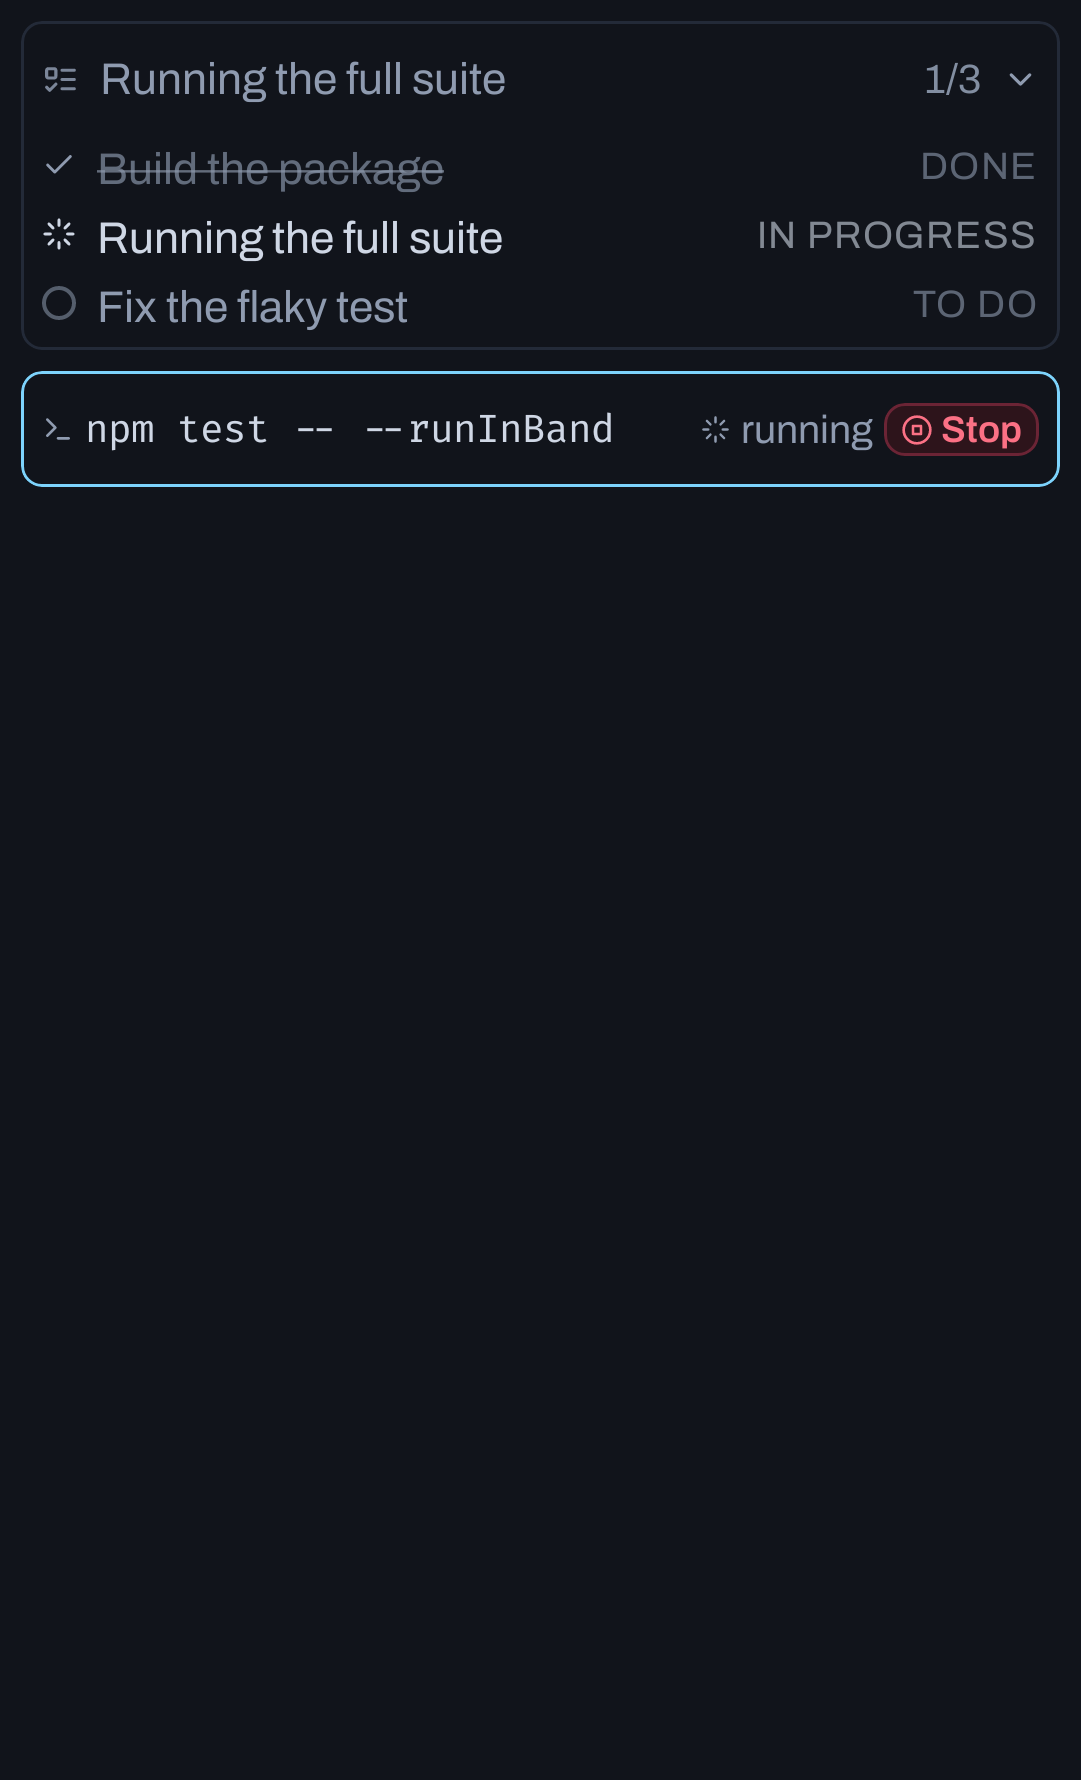 Running the full suite 1/3
Build the package DONE
Running the full suite IN PROGRESS
Fix the flaky test TO DO
npm test -- --runInBand running Stop